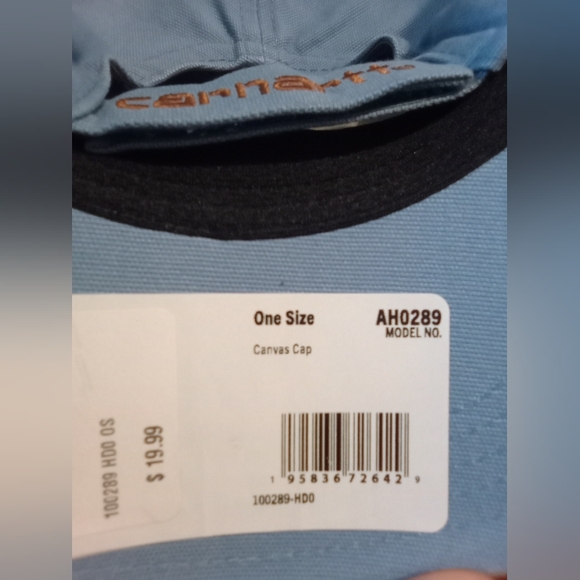 carhartt
One Size
AH0289
MODEL NO.
Canvas Cap
1 95836 72642 9
100289-HD0
100289 HD0 OS
$ 19.99